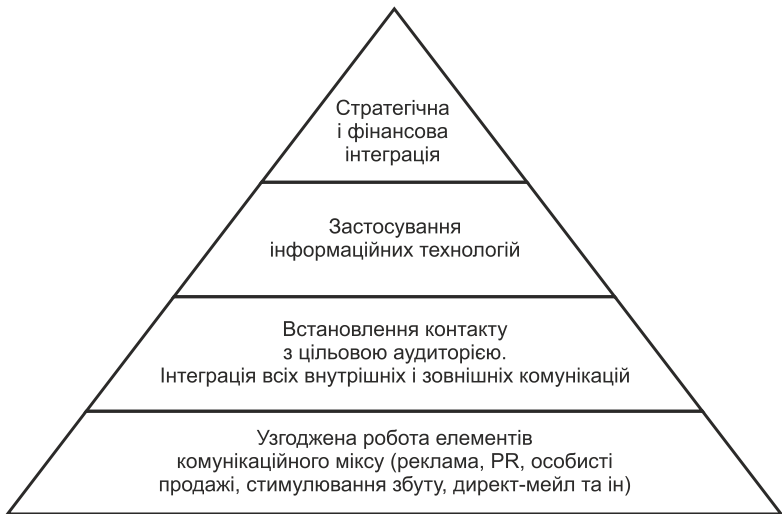 Стратегічна
і фінансова
інтеграція
Застосування
інформаційних технологій
Встановлення контакту
з цільовою аудиторією.
Інтеграція всіх внутрішніх і зовнішніх комунікацій
Узгоджена робота елементів
комунікаційного міксу (реклама, PR, особисті
продажі, стимулювання збуту, директ-мейл та ін)